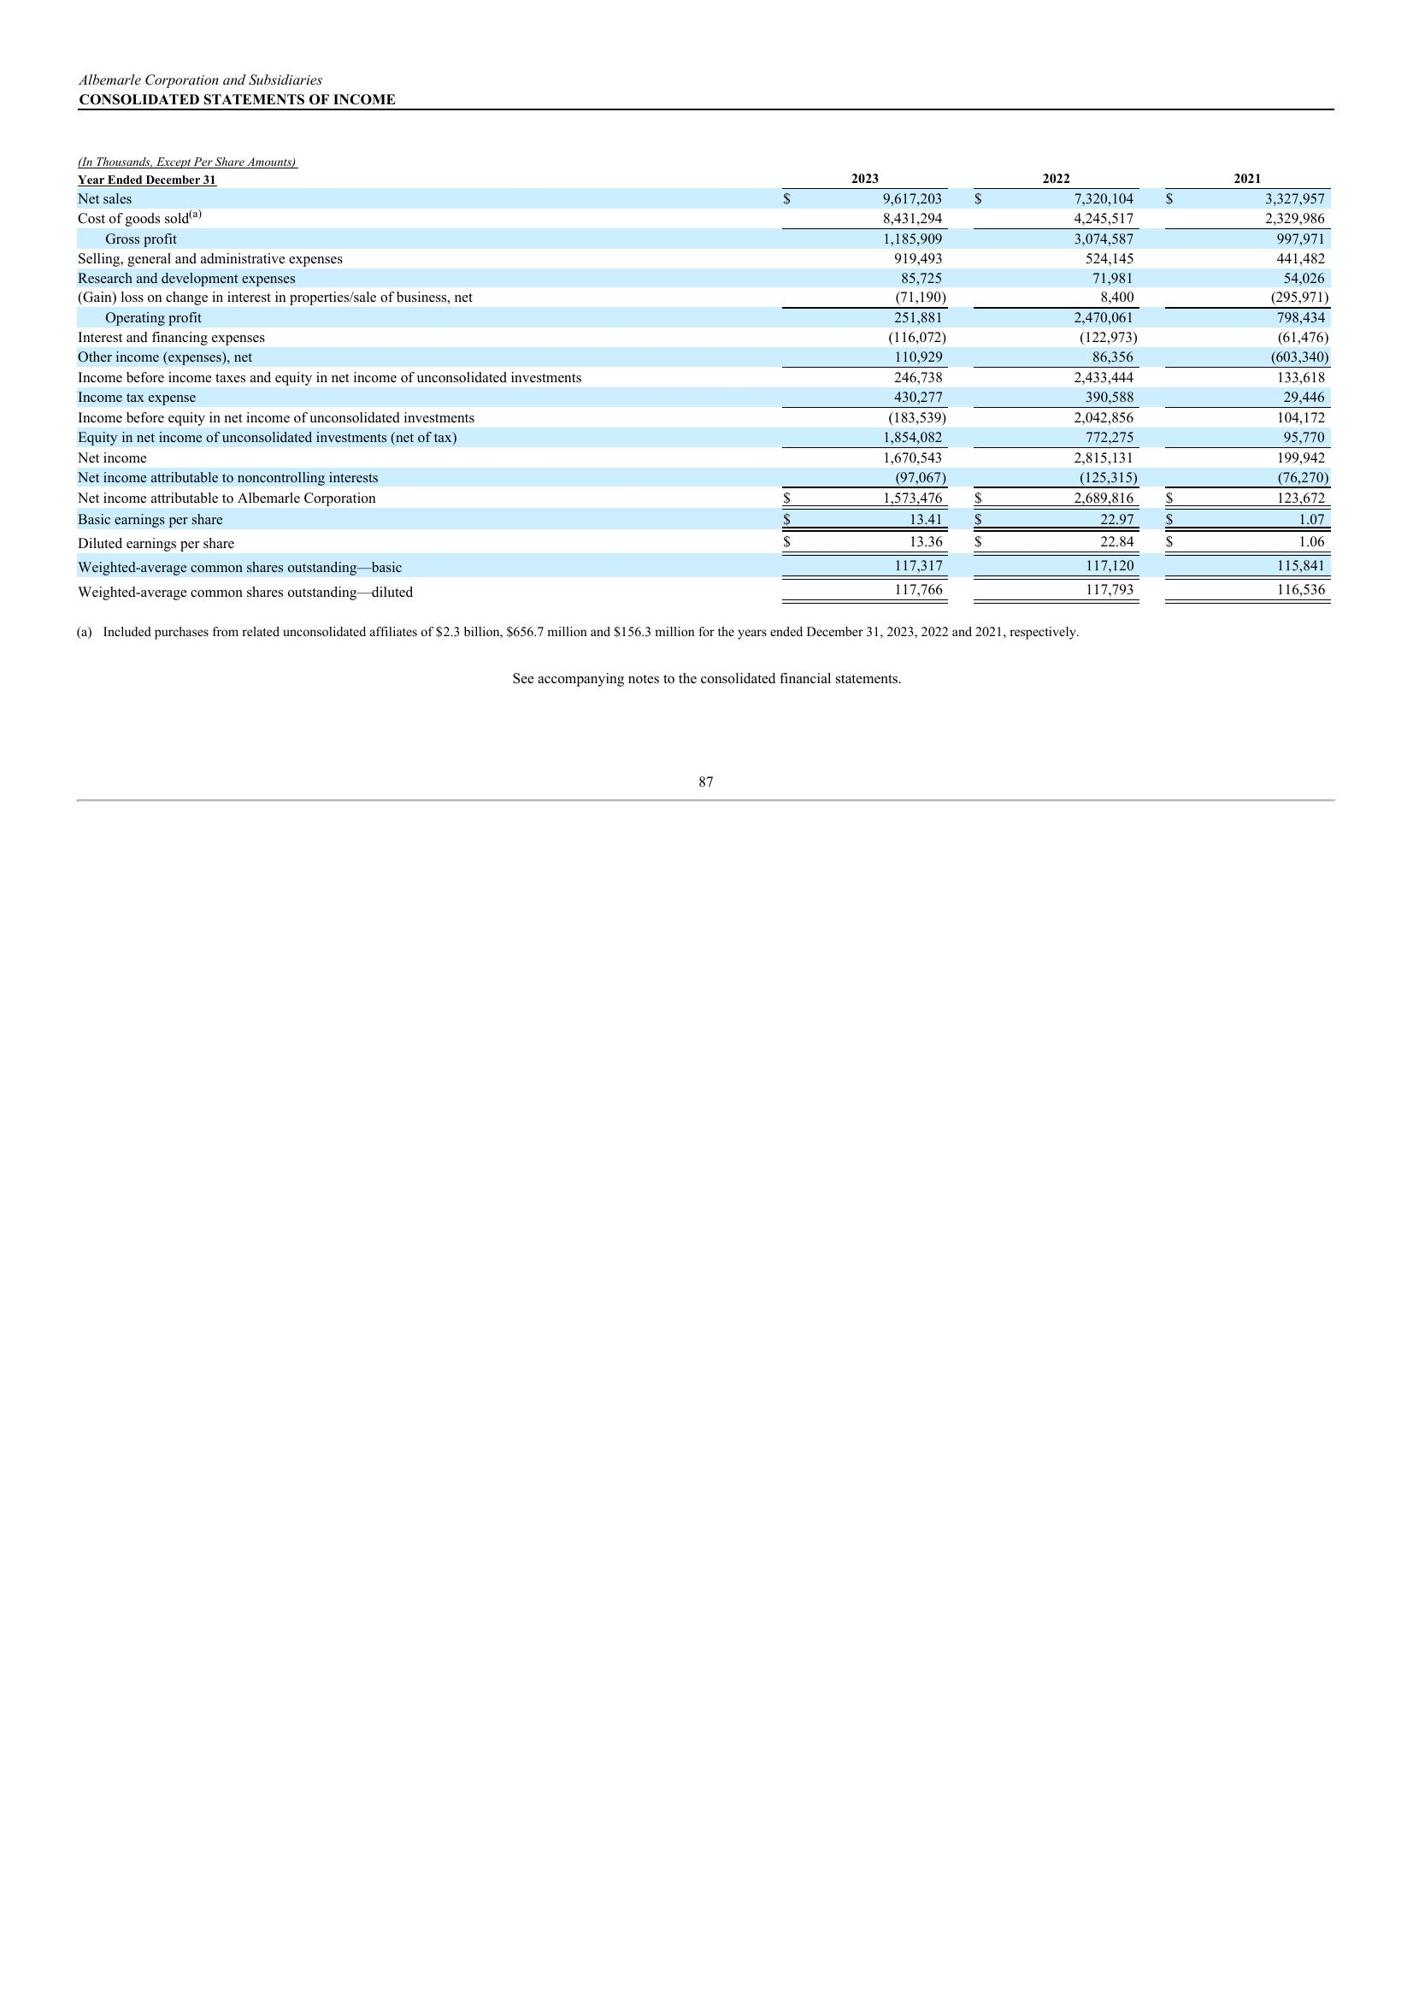 Albemarle Corporation and Subsidiaries
CONSOLIDATED STATEMENTS OF INCOME
(In Thousands, Except Per Share Amounts)
Year Ended December 31 2023 2022 2021
Net sales $ 9,617,203 $ 7,320,104 $ 3,327,957
Cost of goods sold(a) 8,431,294 4,245,517 2,329,986
Gross profit 1,185,909 3,074,587 997,971
Selling, general and administrative expenses 919,493 524,145 441,482
Research and development expenses 85,725 71,981 54,026
(Gain) loss on change in interest in properties/sale of business, net (71,190) 8,400 (295,971)
Operating profit 251,881 2,470,061 798,434
Interest and financing expenses (116,072) (122,973) (61,476)
Other income (expenses), net 110,929 86,356 (603,340)
Income before income taxes and equity in net income of unconsolidated investments 246,738 2,433,444 133,618
Income tax expense 430,277 390,588 29,446
Income before equity in net income of unconsolidated investments (183,539) 2,042,856 104,172
Equity in net income of unconsolidated investments (net of tax) 1,854,082 772,275 95,770
Net income 1,670,543 2,815,131 199,942
Net income attributable to noncontrolling interests (97,067) (125,315) (76,270)
Net income attributable to Albemarle Corporation $ 1,573,476 $ 2,689,816 $ 123,672
Basic earnings per share $ 13.41 $ 22.97 $ 1.07
Diluted earnings per share $ 13.36 $ 22.84 $ 1.06
Weighted-average common shares outstanding—basic 117,317 117,120 115,841
Weighted-average common shares outstanding—diluted 117,766 117,793 116,536
(a) Included purchases from related unconsolidated affiliates of $2.3 billion, $656.7 million and $156.3 million for the years ended December 31, 2023, 2022 and 2021, respectively.
See accompanying notes to the consolidated financial statements.
87